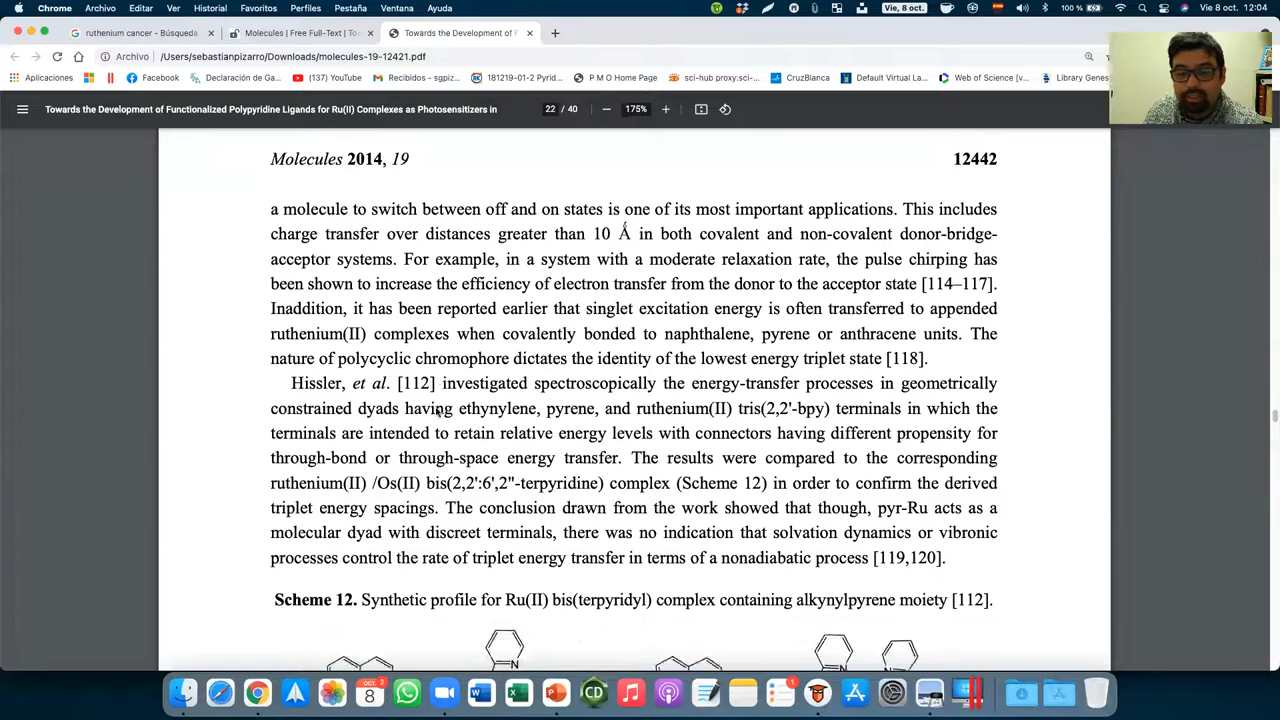 Chrome Archivo Editar Ver Historial Favoritos Perfiles Pestaña Ventana Ayuda Vie, 8 oct. 100 % Vie 8 oct. 12:04
ruthenium cancer - Búsqueda × Molecules | Free Full-Text | To × Towards the Development of F × +
Archivo | /Users/sebastianpizarro/Downloads/molecules-19-12421.pdf
Aplicaciones Facebook Declaración de Ga... (137) YouTube Recibidos - sgpiz... 181219-01-2 Pyrid... P M O Home Page sci-hub proxy:sci-... CruzBlanca Default Virtual La... Web of Science [v... Library Genes
Towards the Development of Functionalized Polypyridine Ligands for Ru(II) Complexes as Photosensitizers in 22 / 40 − 175% +
Molecules 2014, 19 12442
a molecule to switch between off and on states is one of its most important applications. This includes
charge transfer over distances greater than 10 Å in both covalent and non-covalent donor-bridge-
acceptor systems. For example, in a system with a moderate relaxation rate, the pulse chirping has
been shown to increase the efficiency of electron transfer from the donor to the acceptor state [114–117].
Inaddition, it has been reported earlier that singlet excitation energy is often transferred to appended
ruthenium(II) complexes when covalently bonded to naphthalene, pyrene or anthracene units. The
nature of polycyclic chromophore dictates the identity of the lowest energy triplet state [118].
Hissler, et al. [112] investigated spectroscopically the energy-transfer processes in geometrically
constrained dyads having ethynylene, pyrene, and ruthenium(II) tris(2,2'-bpy) terminals in which the
terminals are intended to retain relative energy levels with connectors having different propensity for
through-bond or through-space energy transfer. The results were compared to the corresponding
ruthenium(II) /Os(II) bis(2,2':6',2"-terpyridine) complex (Scheme 12) in order to confirm the derived
triplet energy spacings. The conclusion drawn from the work showed that though, pyr-Ru acts as a
molecular dyad with discreet terminals, there was no indication that solvation dynamics or vibronic
processes control the rate of triplet energy transfer in terms of a nonadiabatic process [119,120].
Scheme 12. Synthetic profile for Ru(II) bis(terpyridyl) complex containing alkynylpyrene moiety [112].
N N
OCT. 2
8 CD 1